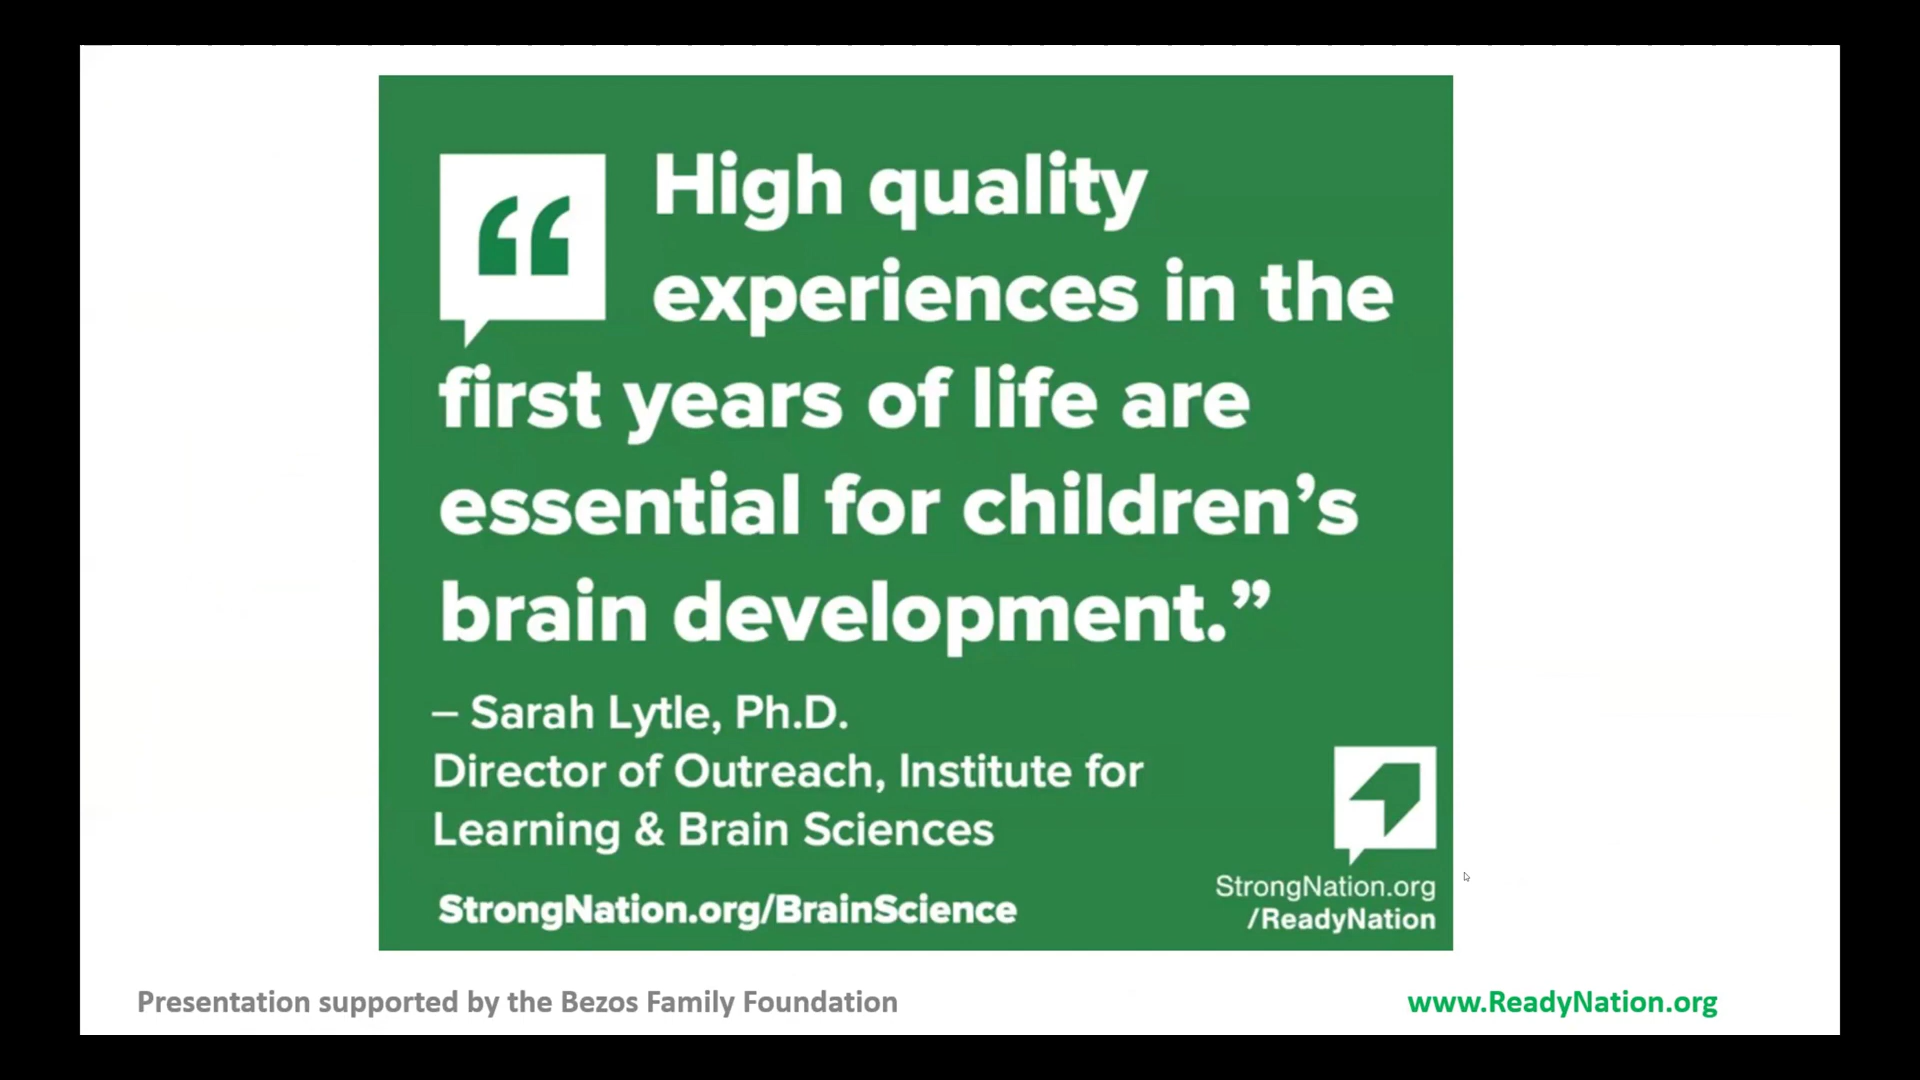 “ High quality
experiences in the
first years of life are
essential for children’s
brain development.”
– Sarah Lytle, Ph.D.
Director of Outreach, Institute for
Learning & Brain Sciences
StrongNation.org/BrainScience
StrongNation.org
/ReadyNation
Presentation supported by the Bezos Family Foundation
www.ReadyNation.org